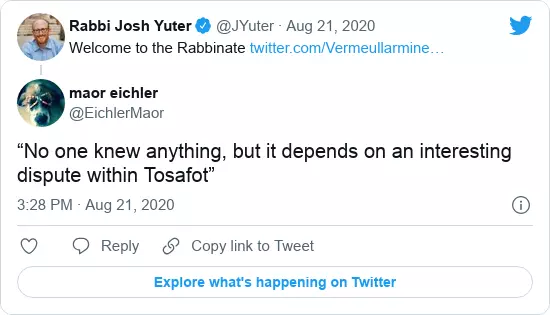 Rabbi Josh Yuter @JYuter · Aug 21, 2020
Welcome to the Rabbinate twitter.com/Vermeullarmine…
maor eichler
@EichlerMaor
“No one knew anything, but it depends on an interesting
dispute within Tosafot”
3:28 PM · Aug 21, 2020
Reply Copy link to Tweet
Explore what's happening on Twitter